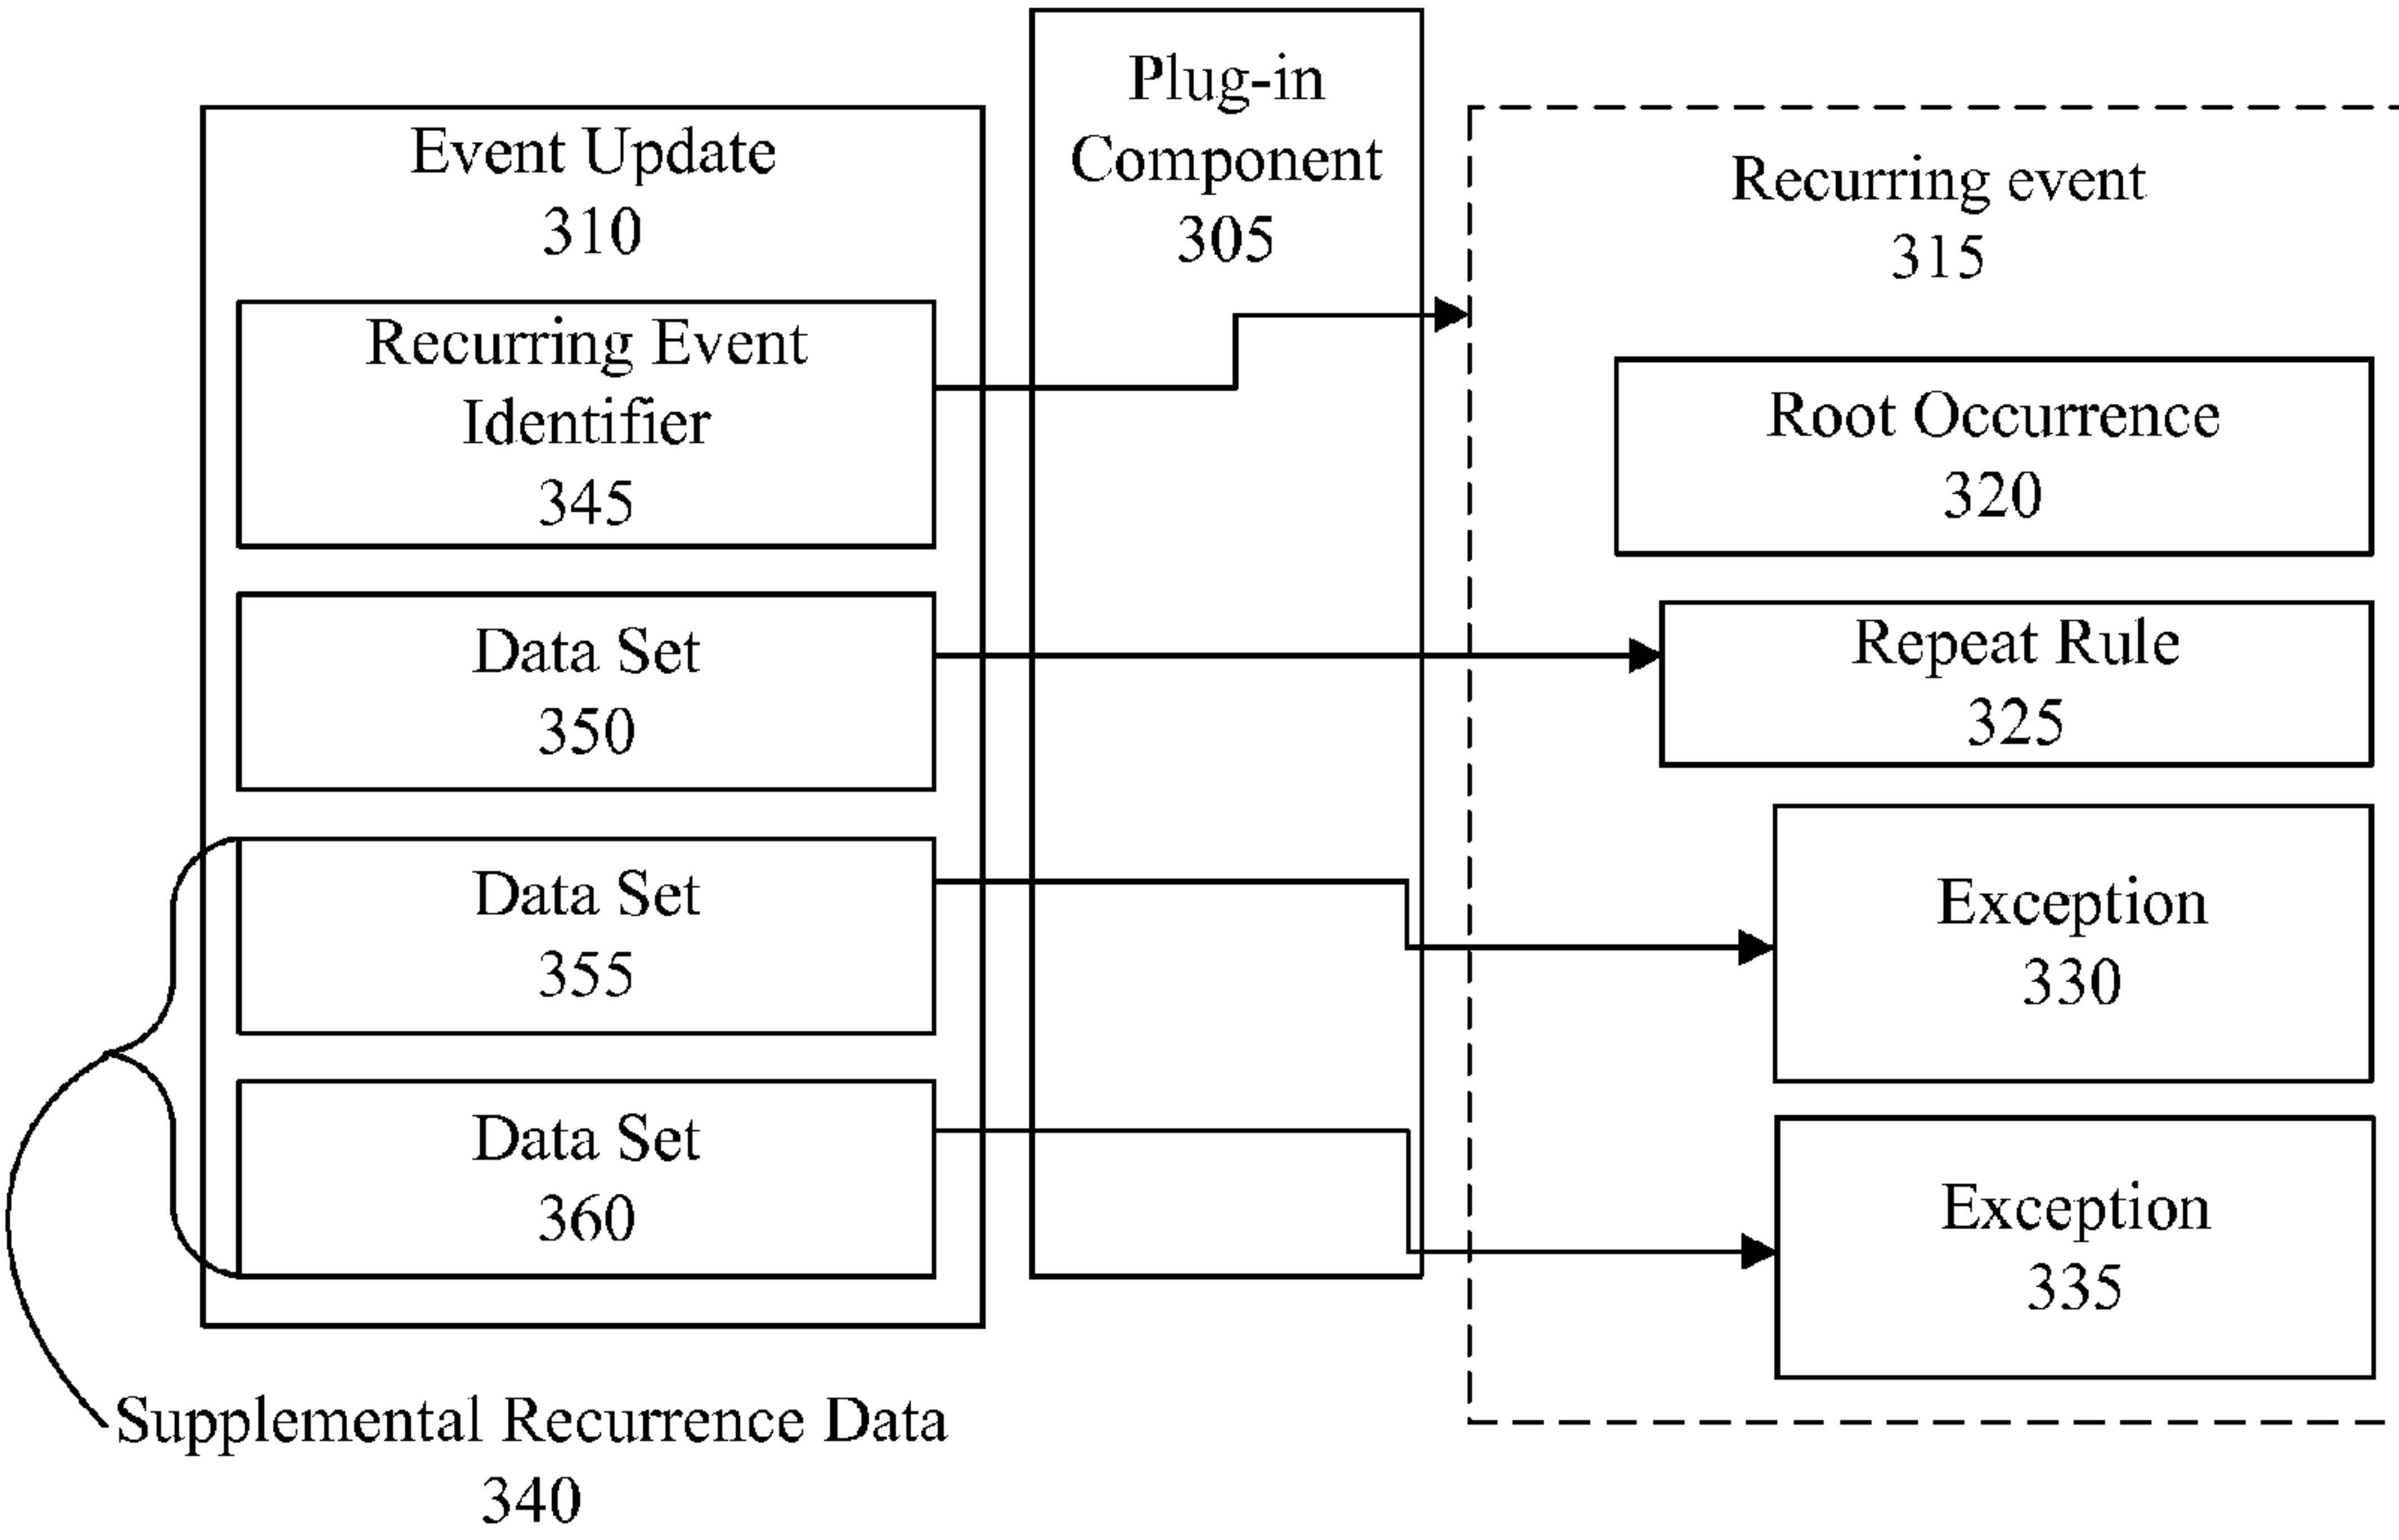 Event Update
310
Recurring Event
Identifier
345
Data Set
350
Data Set
355
Data Set
360
Supplemental Recurrence Data
340
Plug-in
Component
305
Recurring event
315
Root Occurrence
320
Repeat Rule
325
Exception
330
Exception
335